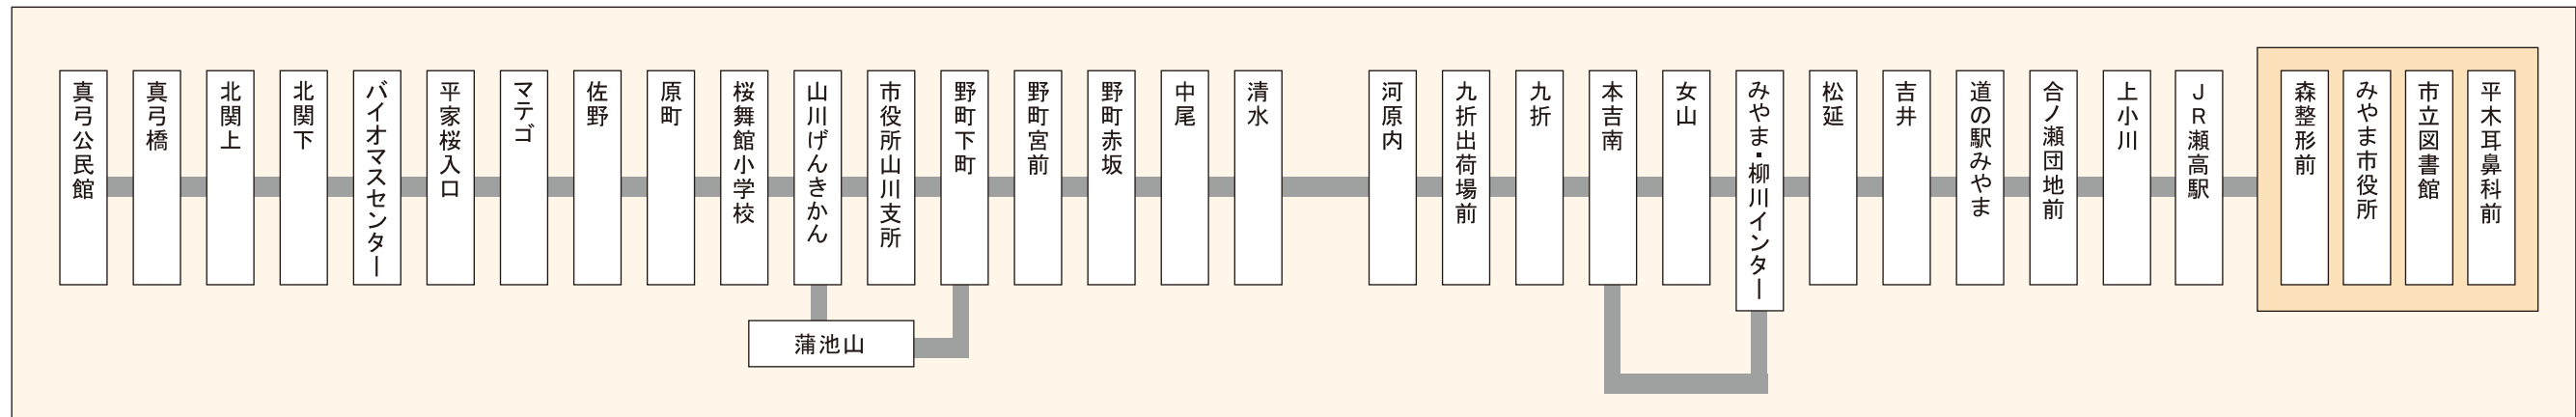 真弓公民館
真弓橋
北関上
北関下
バイオマスセンター
平家桜入口
マテゴ
佐野
原町
桜舞館小学校
山川げんきかん
市役所山川支所
野町下町
野町宮前
野町赤坂
中尾
清水
河原内
九折出荷場前
九折
本吉南
女山
みやま・柳川インター
松延
吉井
道の駅みやま
合ノ瀬団地前
上小川
ＪＲ瀬高駅
森整形前
みやま市役所
市立図書館
平木耳鼻科前
蒲池山